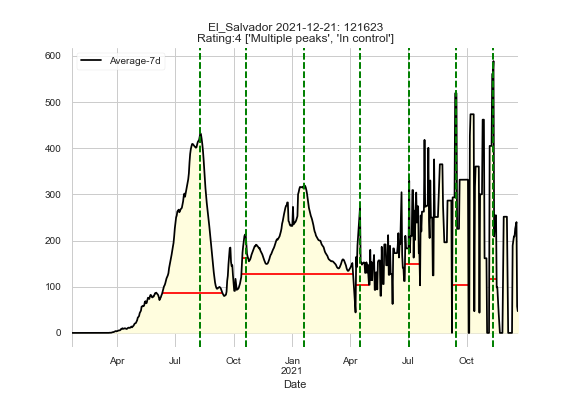 El_Salvador 2021-12-21: 121623
Rating:4 ['Multiple peaks', 'In control']
600
Average-7d
500
400
300
200
100
0
Apr
Jul
Oct
Jan
2021
Apr
Jul
Oct
Date